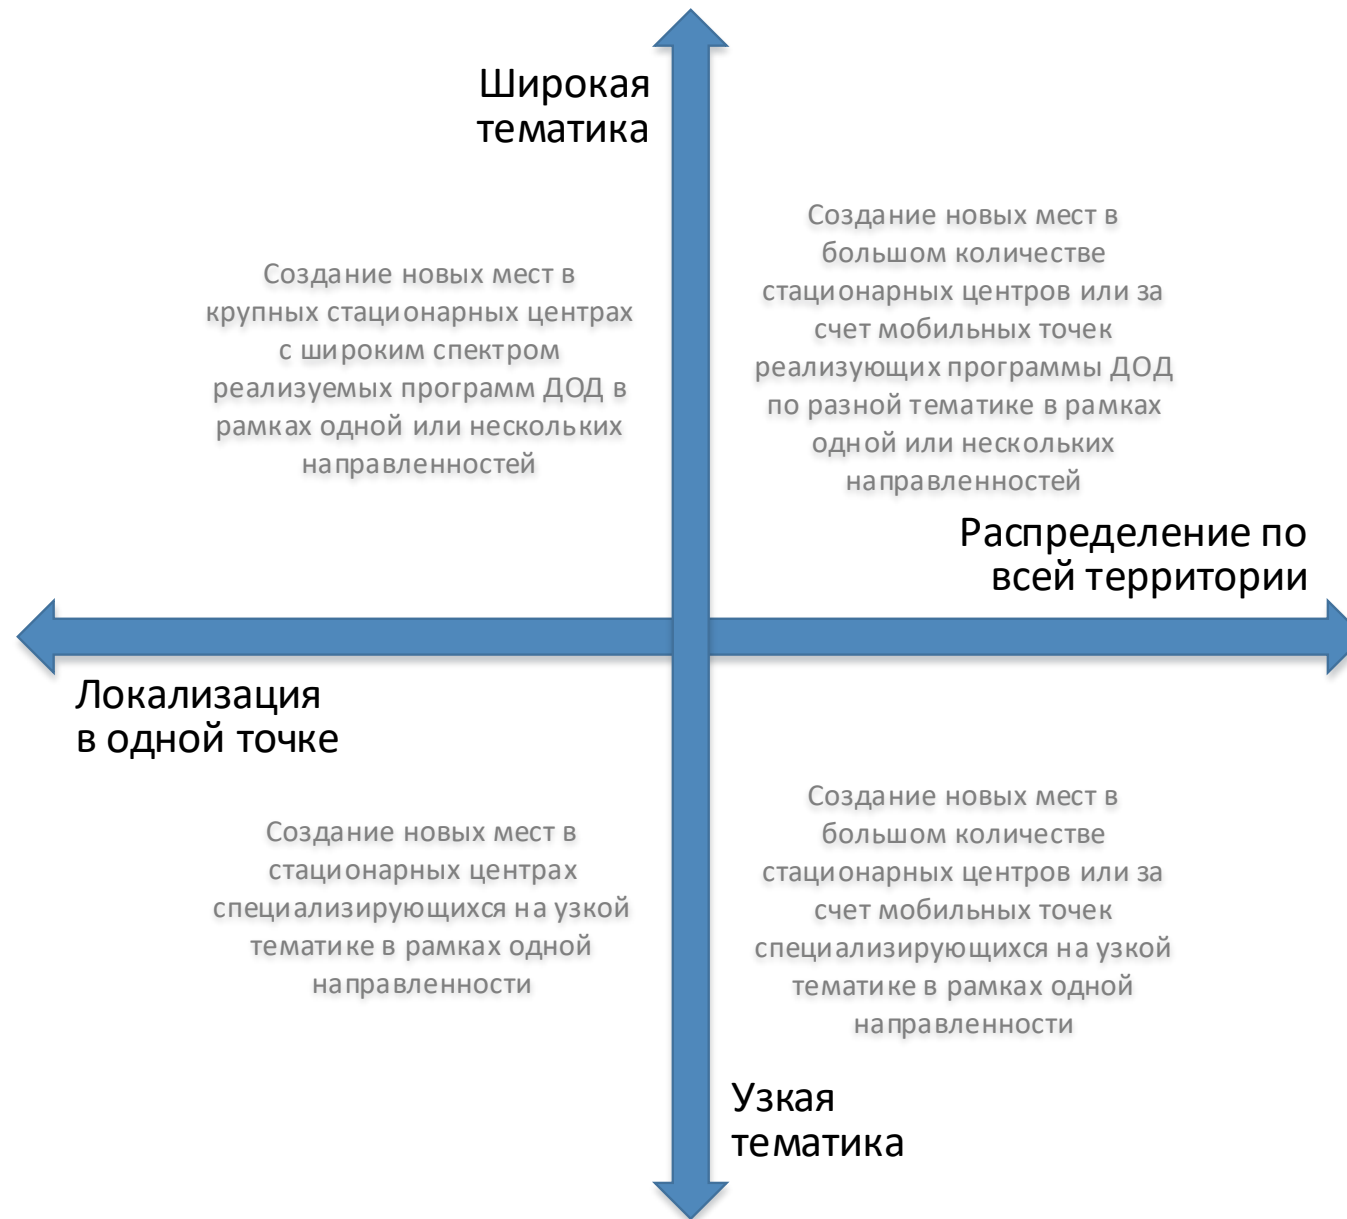 Широкая
тематика
Создание новых мест в
крупных стационарных центрах
с широким спектром
реализуемых программ ДОД в
рамках одной или нескольких
направленностей
Создание новых мест в
большом количестве
стационарных центров или за
счет мобильных точек
реализующих программы ДОД
по разной тематике в рамках
одной или нескольких
направленностей
Распределение по
всей территории
Локализация
в одной точке
Создание новых мест в
стационарных центрах
специализирующихся на узкой
тематике в рамках одной
направленности
Создание новых мест в
большом количестве
стационарных центров или за
счет мобильных точек
специализирующихся на узкой
тематике в рамках одной
направленности
Узкая
тематика